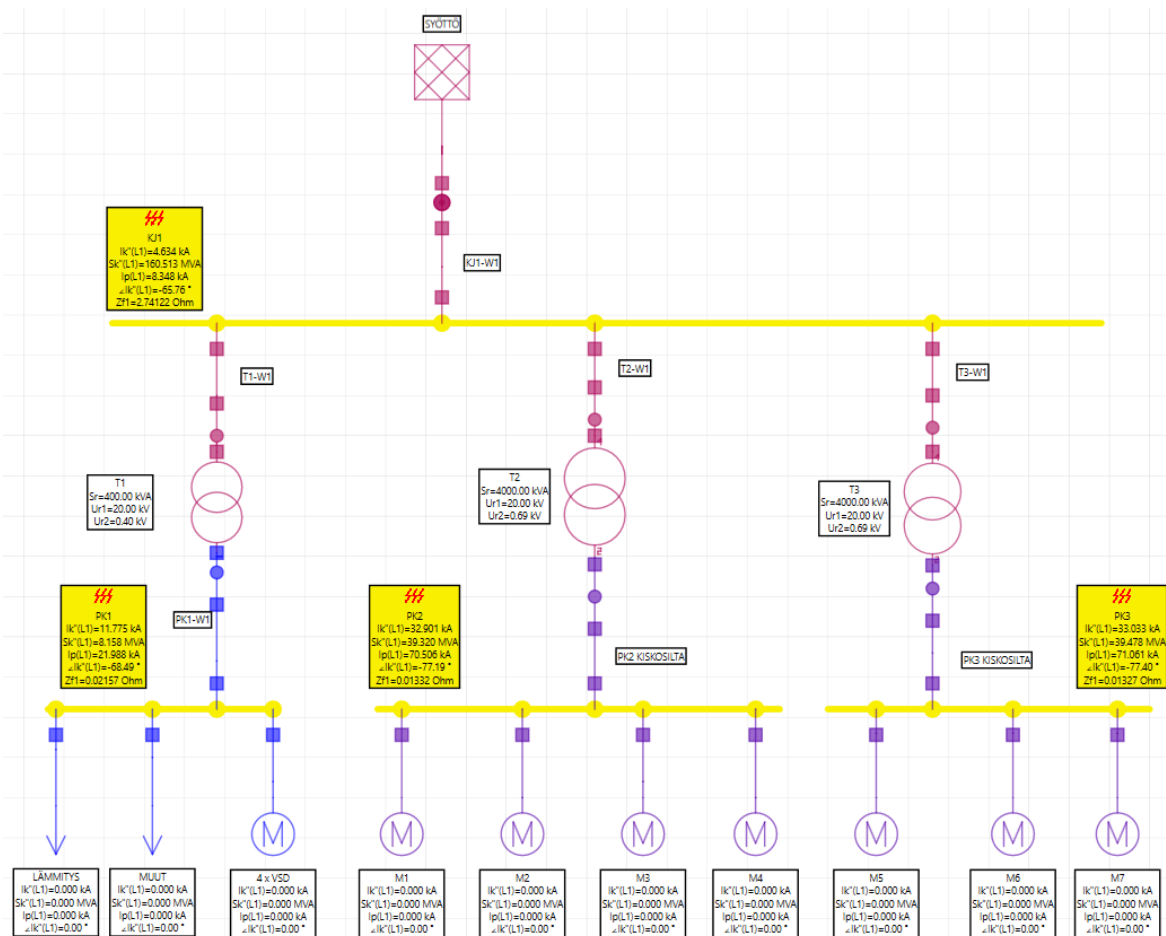 SYÖTTÖ
KJ1
Ik"(L1)=4.634 kA
Sk"(L1)=160.513 MVA
Ip(L1)=8.348 kA
∠Ik"(L1)=-65.76 °
Zf1=2.74122 Ohm
KJ1-W1
T1-W1
T2-W1
T3-W1
T1
Sr=400.00 kVA
Ur1=20.00 kV
Ur2=0.40 kV
T2
Sr=4000.00 kVA
Ur1=20.00 kV
Ur2=0.69 kV
T3
Sr=4000.00 kVA
Ur1=20.00 kV
Ur2=0.69 kV
2
PK1
Ik"(L1)=11.775 kA
Sk"(L1)=8.158 MVA
Ip(L1)=21.988 kA
∠Ik"(L1)=-68.49 °
Zf1=0.02157 Ohm
PK1-W1
PK2
Ik"(L1)=32.901 kA
Sk"(L1)=39.320 MVA
Ip(L1)=70.506 kA
∠Ik"(L1)=-77.19 °
Zf1=0.01332 Ohm
PK2 KISKOSILTA
PK3 KISKOSILTA
PK3
Ik"(L1)=33.033 kA
Sk"(L1)=39.478 MVA
Ip(L1)=71.061 kA
∠Ik"(L1)=-77.40 °
Zf1=0.01327 Ohm
M
M
M
M
M
M
M
M
LÄMMITYS
Ik"(L1)=0.000 kA
Sk"(L1)=0.000 MVA
Ip(L1)=0.000 kA
∠Ik"(L1)=0.00 °
MUUT
Ik"(L1)=0.000 kA
Sk"(L1)=0.000 MVA
Ip(L1)=0.000 kA
∠Ik"(L1)=0.00 °
4 x VSD
Ik"(L1)=0.000 kA
Sk"(L1)=0.000 MVA
Ip(L1)=0.000 kA
∠Ik"(L1)=0.00 °
M1
Ik"(L1)=0.000 kA
Sk"(L1)=0.000 MVA
Ip(L1)=0.000 kA
∠Ik"(L1)=0.00 °
M2
Ik"(L1)=0.000 kA
Sk"(L1)=0.000 MVA
Ip(L1)=0.000 kA
∠Ik"(L1)=0.00 °
M3
Ik"(L1)=0.000 kA
Sk"(L1)=0.000 MVA
Ip(L1)=0.000 kA
∠Ik"(L1)=0.00 °
M4
Ik"(L1)=0.000 kA
Sk"(L1)=0.000 MVA
Ip(L1)=0.000 kA
∠Ik"(L1)=0.00 °
M5
Ik"(L1)=0.000 kA
Sk"(L1)=0.000 MVA
Ip(L1)=0.000 kA
∠Ik"(L1)=0.00 °
M6
Ik"(L1)=0.000 kA
Sk"(L1)=0.000 MVA
Ip(L1)=0.000 kA
∠Ik"(L1)=0.00 °
M7
Ik"(L1)=0.000 kA
Sk"(L1)=0.000 MVA
Ip(L1)=0.000 kA
∠Ik"(L1)=0.00 °